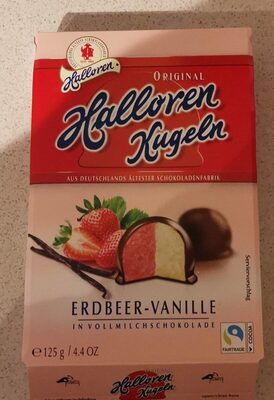 Halloren
ORIGINAL
Halloren
Kugeln
AUS DEUTSCHLANDS ÄLTESTER SCHOKOLADENFABRIK
Serviervorschlag
ERDBEER-VANILLE
IN VOLLMILCHSCHOKOLADE
℮ 125 g / 4.4 OZ
FAIRTRADE
COCOA
Halloren
Kugeln